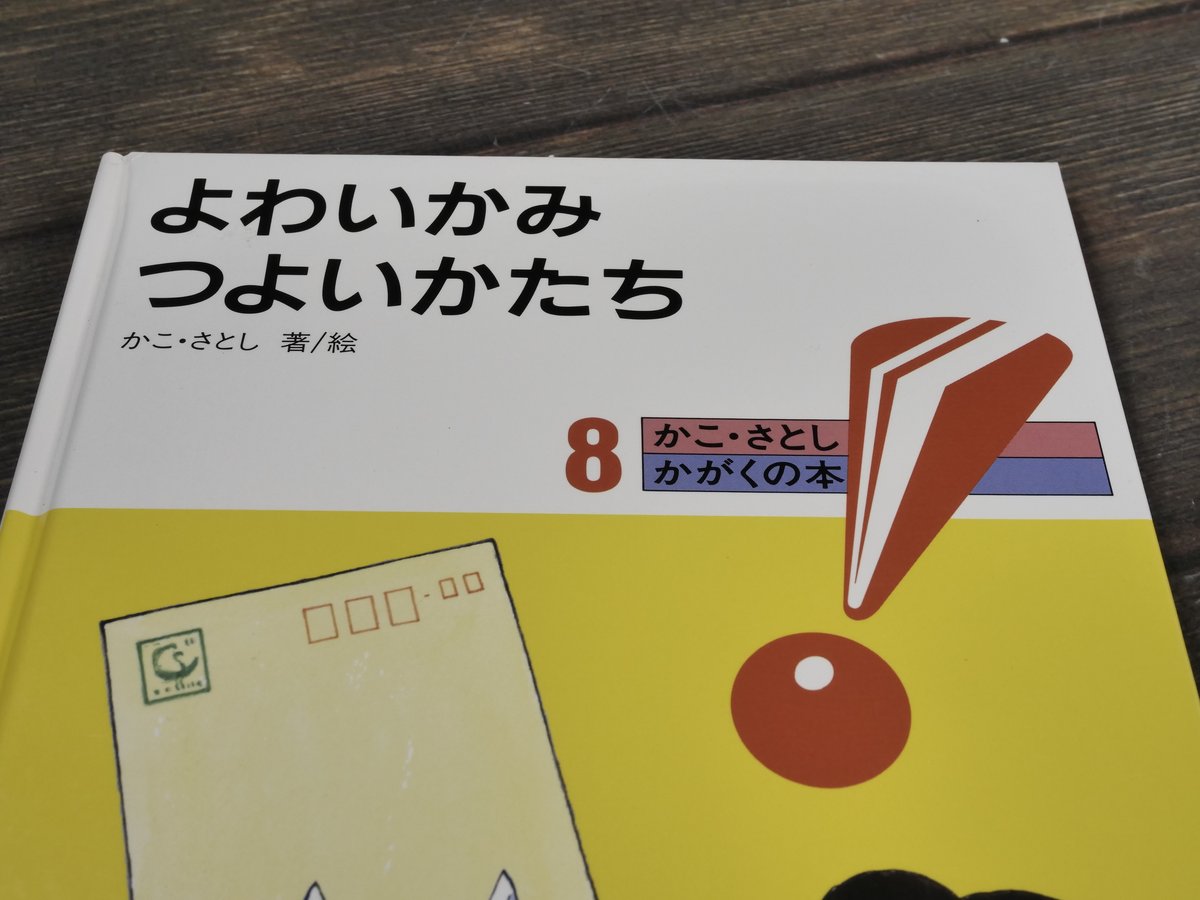 よわいかみ
つよいかたち
かこ・さとし 著/絵
8
かこ・さとし
かがくの本